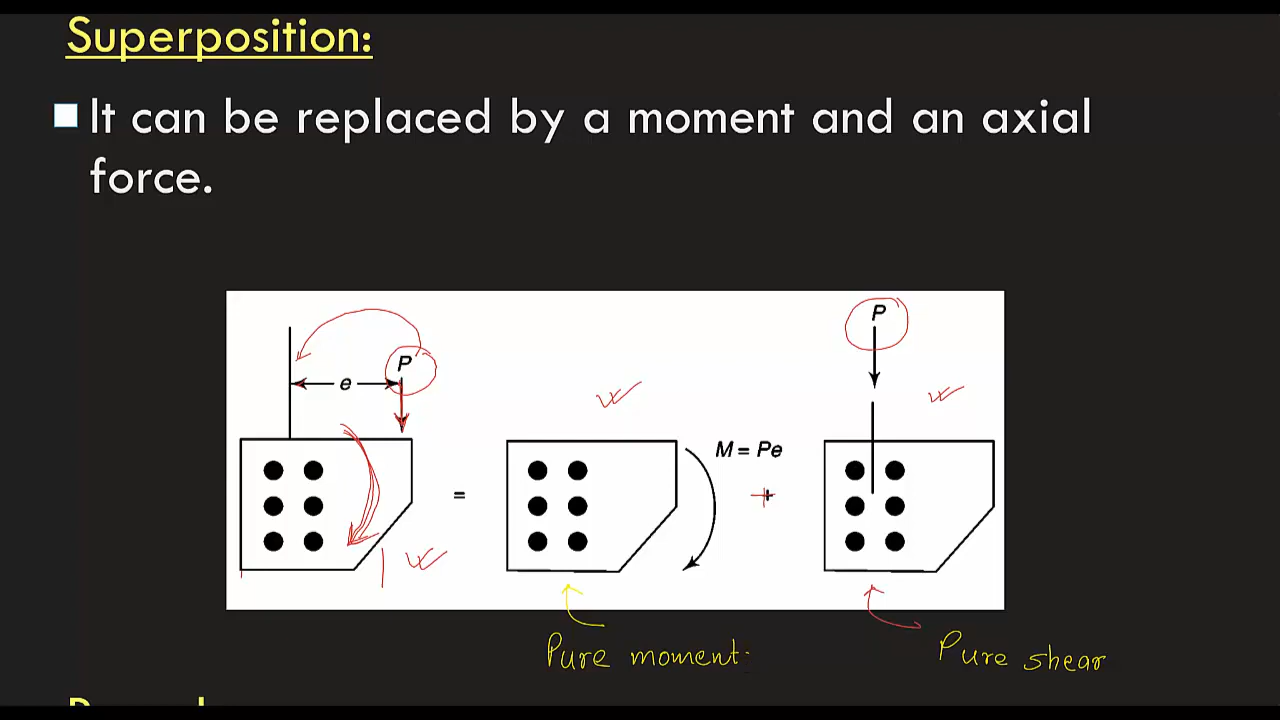 Superposition:
It can be replaced by a moment and an axial
force.
P
e
P
M = Pe
=
+
Pure moment
Pure shear